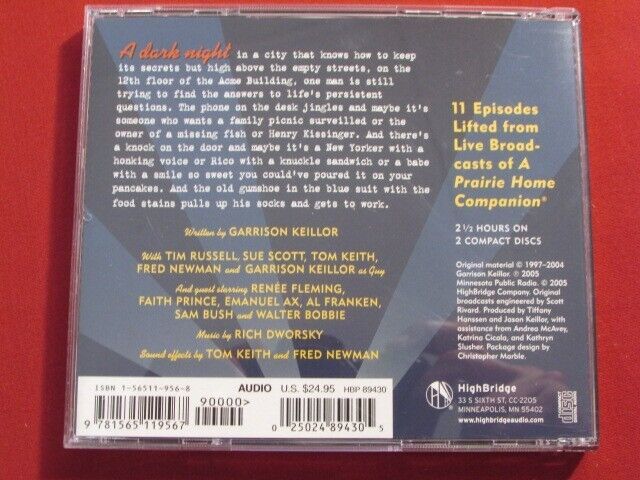 A dark night in a city that knows how to keep
its secrets but high above the empty streets, on
the 12th floor of the Acme Building, one man is still
trying to find the answers to life's persistent
questions. The phone on the desk jingles and maybe it's
someone who wants a family picnic surveilled or the
owner of a missing fish or Henry Kissinger. And there's
a knock on the door and maybe it's a New Yorker with a
honking voice or Rico with a knuckle sandwich or a babe
with a smile so sweet you could've poured it on your
pancakes. And the old gumshoe in the blue suit with the
food stains pulls up his socks and gets to work.
Written by GARRISON KEILLOR
With TIM RUSSELL, SUE SCOTT, TOM KEITH,
FRED NEWMAN and GARRISON KEILLOR as Guy
And guest starring RENÉE FLEMING,
FAITH PRINCE, EMANUEL AX, AL FRANKEN,
SAM BUSH and WALTER BOBBIE
Music by RICH DWORSKY
Sound effects by TOM KEITH and FRED NEWMAN
11 Episodes
Lifted from
Live Broad-
casts of A
Prairie Home
Companion®
2 1/2 HOURS ON
2 COMPACT DISCS
Original material © 1997–2004
Garrison Keillor. ℗ 2005
Minnesota Public Radio. © 2005
HighBridge Company. Original
broadcasts engineered by Scott
Rivard. Produced by Tiffany
Hanssen and Jason Keillor, with
assistance from Andrea McAvey,
Katrina Cicala, and Kathryn
Slusher. Package design by
Christopher Marble.
ISBN 1-56511-956-8
90000>
9 781565 119567
AUDIO U.S. $24.95 HBP 89430
0 25024 89430 5
HighBridge
33 S SIXTH ST, CC-2205
MINNEAPOLIS, MN 55402
www.highbridgeaudio.com
COMPACT
disc
DIGITAL AUDIO